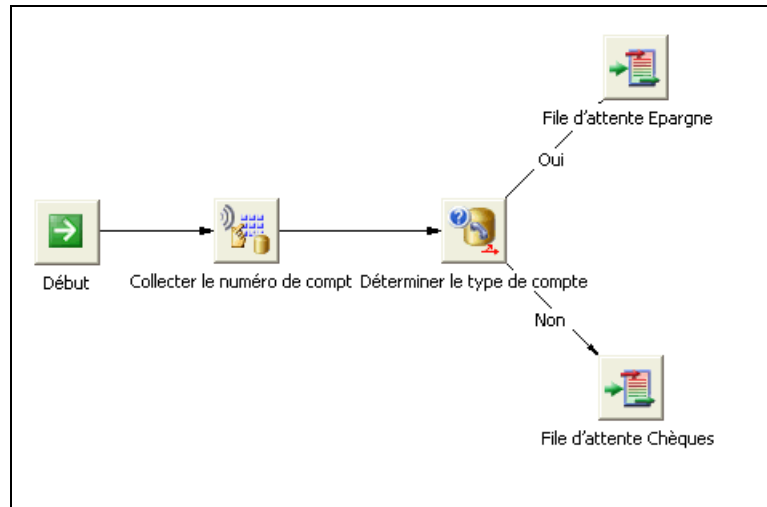 File d'attente Epargne
Oui
Début
Collecter le numéro de compt
Déterminer le type de compte
Non
File d'attente Chèques